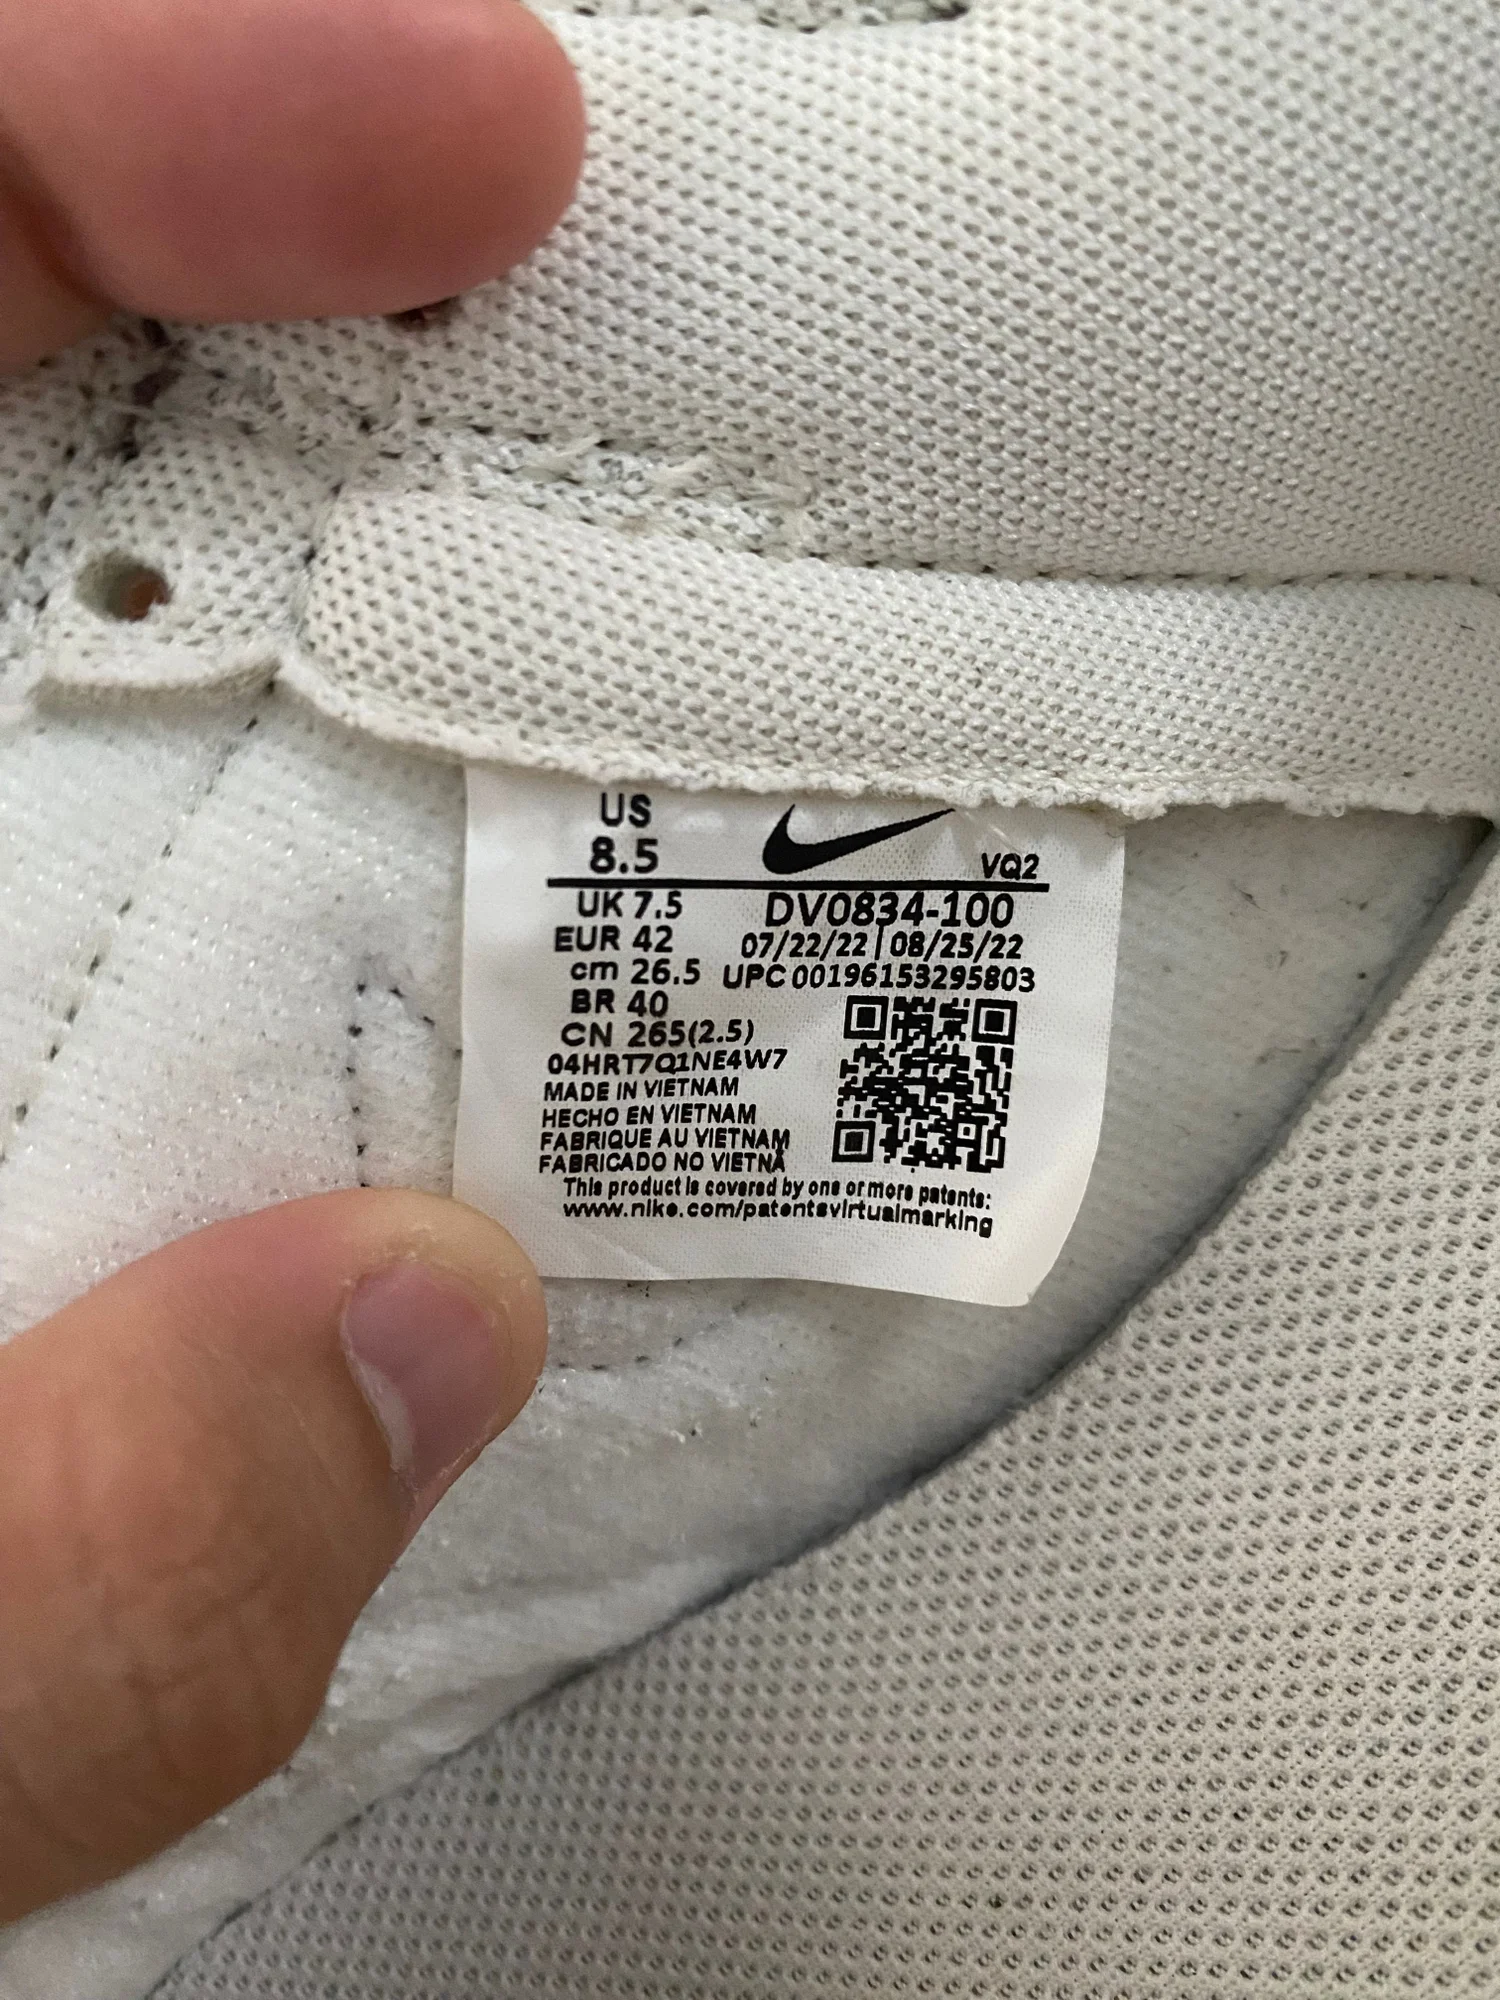 US
8.5
VQ2
UK 7.5
DV0834-100
EUR 42
07/22/22 | 08/25/22
cm 26.5
UPC 00196153295803
BR 40
CN 265(2.5)
04HRT7Q1NE4W7
MADE IN VIETNAM
HECHO EN VIETNAM
FABRIQUE AU VIETNAM
FABRICADO NO VIETNÃ
This product is covered by one or more patents:
www.nike.com/patentsvirtualmarking